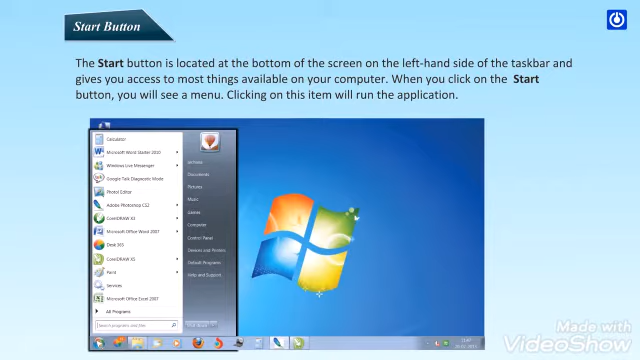 Start Button
The Start button is located at the bottom of the screen on the left-hand side of the taskbar and
gives you access to most things available on your computer. When you click on the Start
button, you will see a menu. Clicking on this item will run the application.
Calculator
Microsoft Word Starter 2010
Windows Live Messenger
Google Talk Diagnostic Mode
Photo! Editor
Adobe Photoshop CS2
CorelDRAW X3
Microsoft Office Word 2007
Desk 365
CorelDRAW X5
Paint
Services
Microsoft Office Excel 2007
All Programs
Search programs and files
Documents
Pictures
Music
Games
Computer
Control Panel
Devices and Printers
Default Programs
Help and Support
Made with
VideoShow